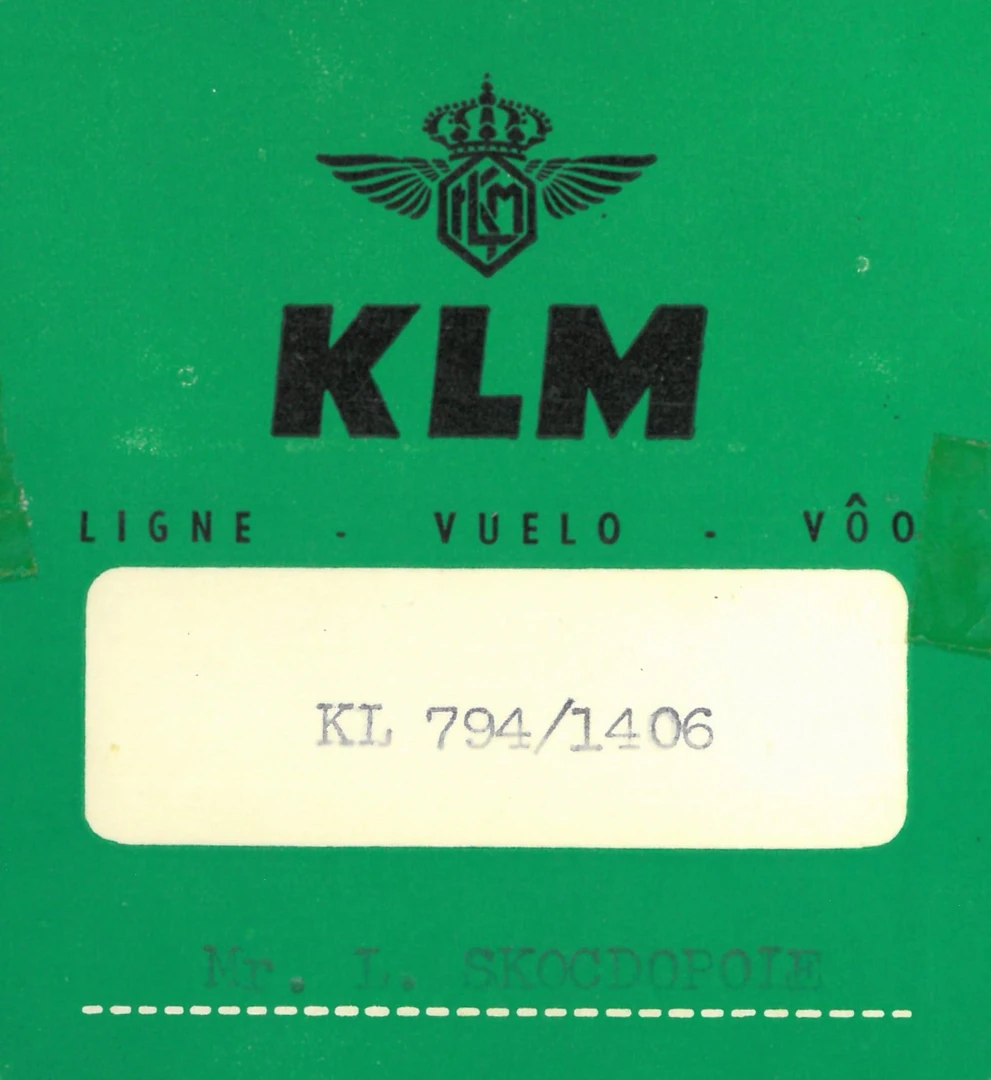 KLM
KLM
LIGNE - VUELO - VÔO
KL 794/1406
Mr. L. SKOCDOPOLE